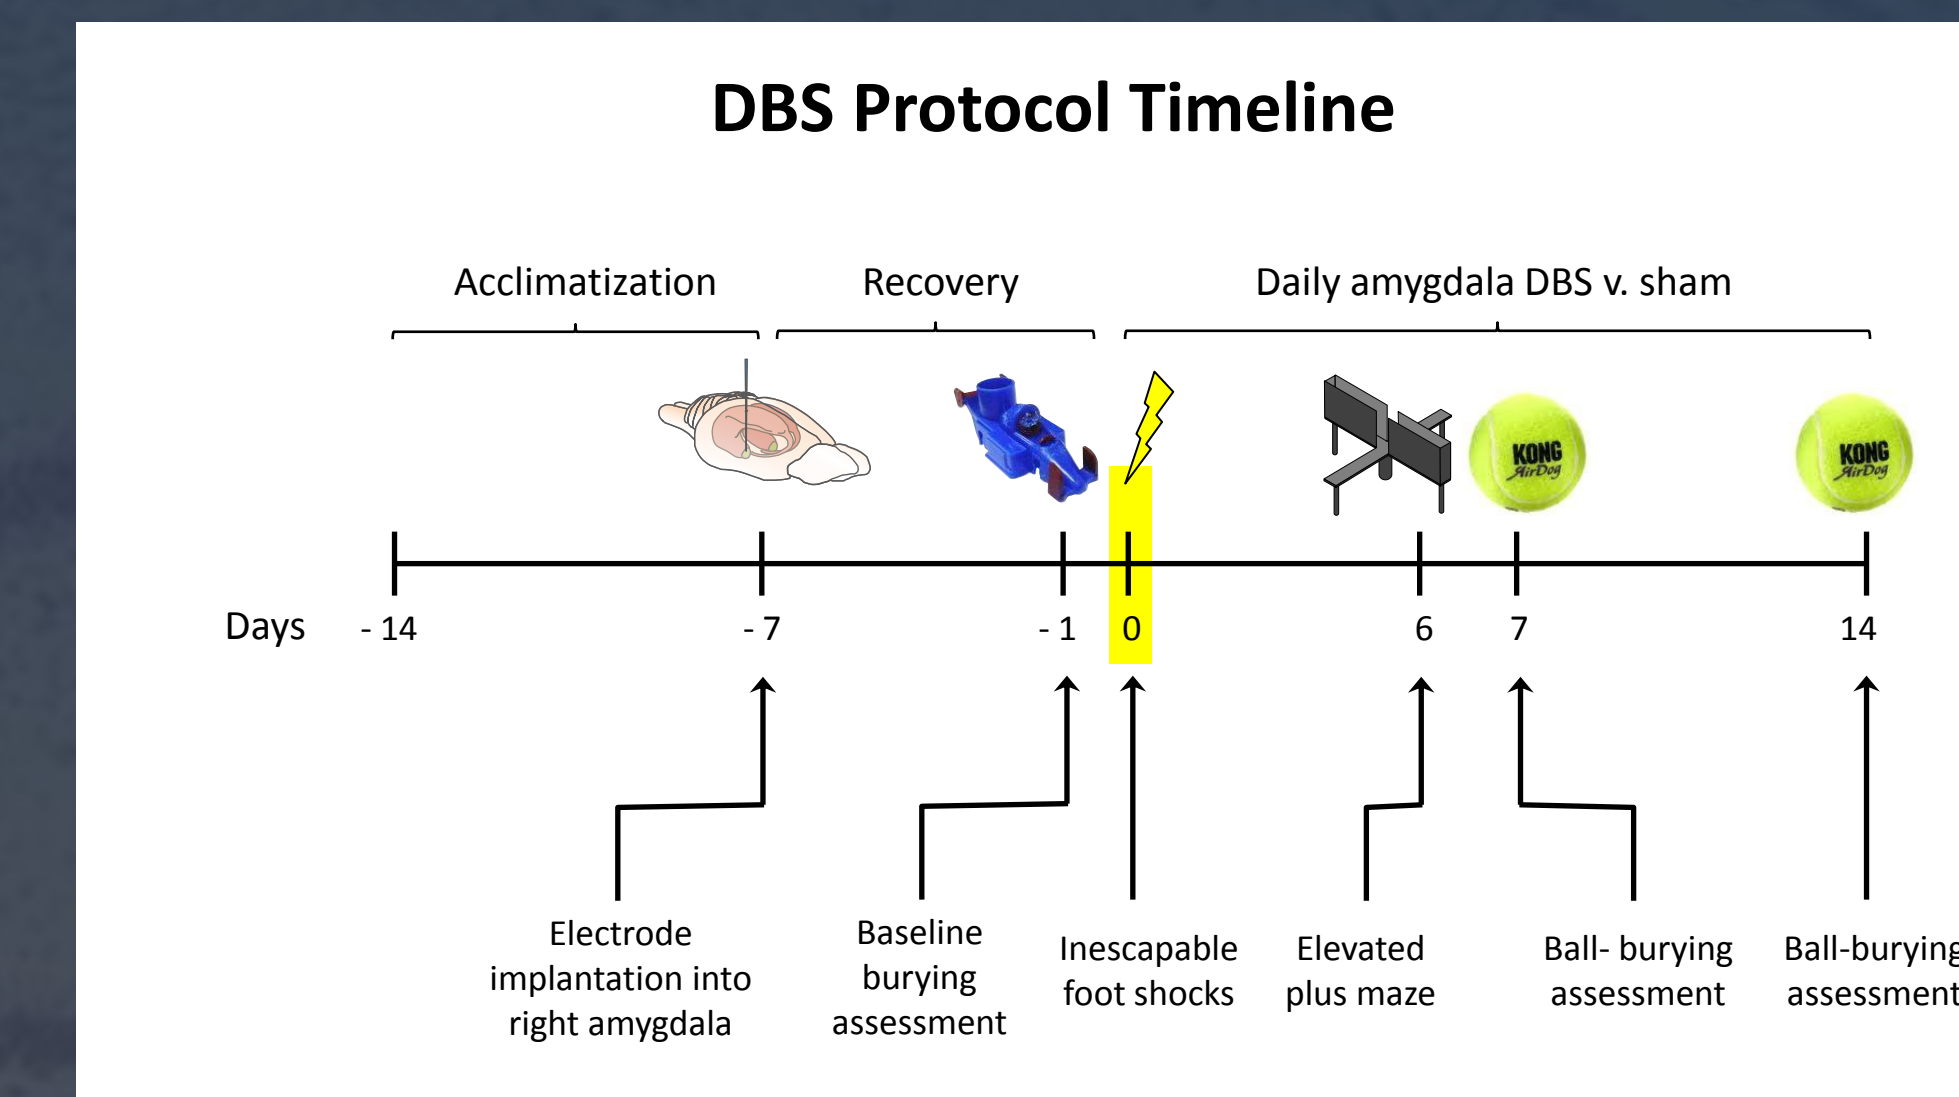 DBS Protocol Timeline
Acclimatization
Recovery
Daily amygdala DBS v. sham
KONG
AirDog
KONG
AirDog
Days
- 14
- 7
- 1
0
6
7
14
Electrode
implantation into
right amygdala
Baseline
burying
assessment
Inescapable
foot shocks
Elevated
plus maze
Ball- burying
assessment
Ball-burying
assessment